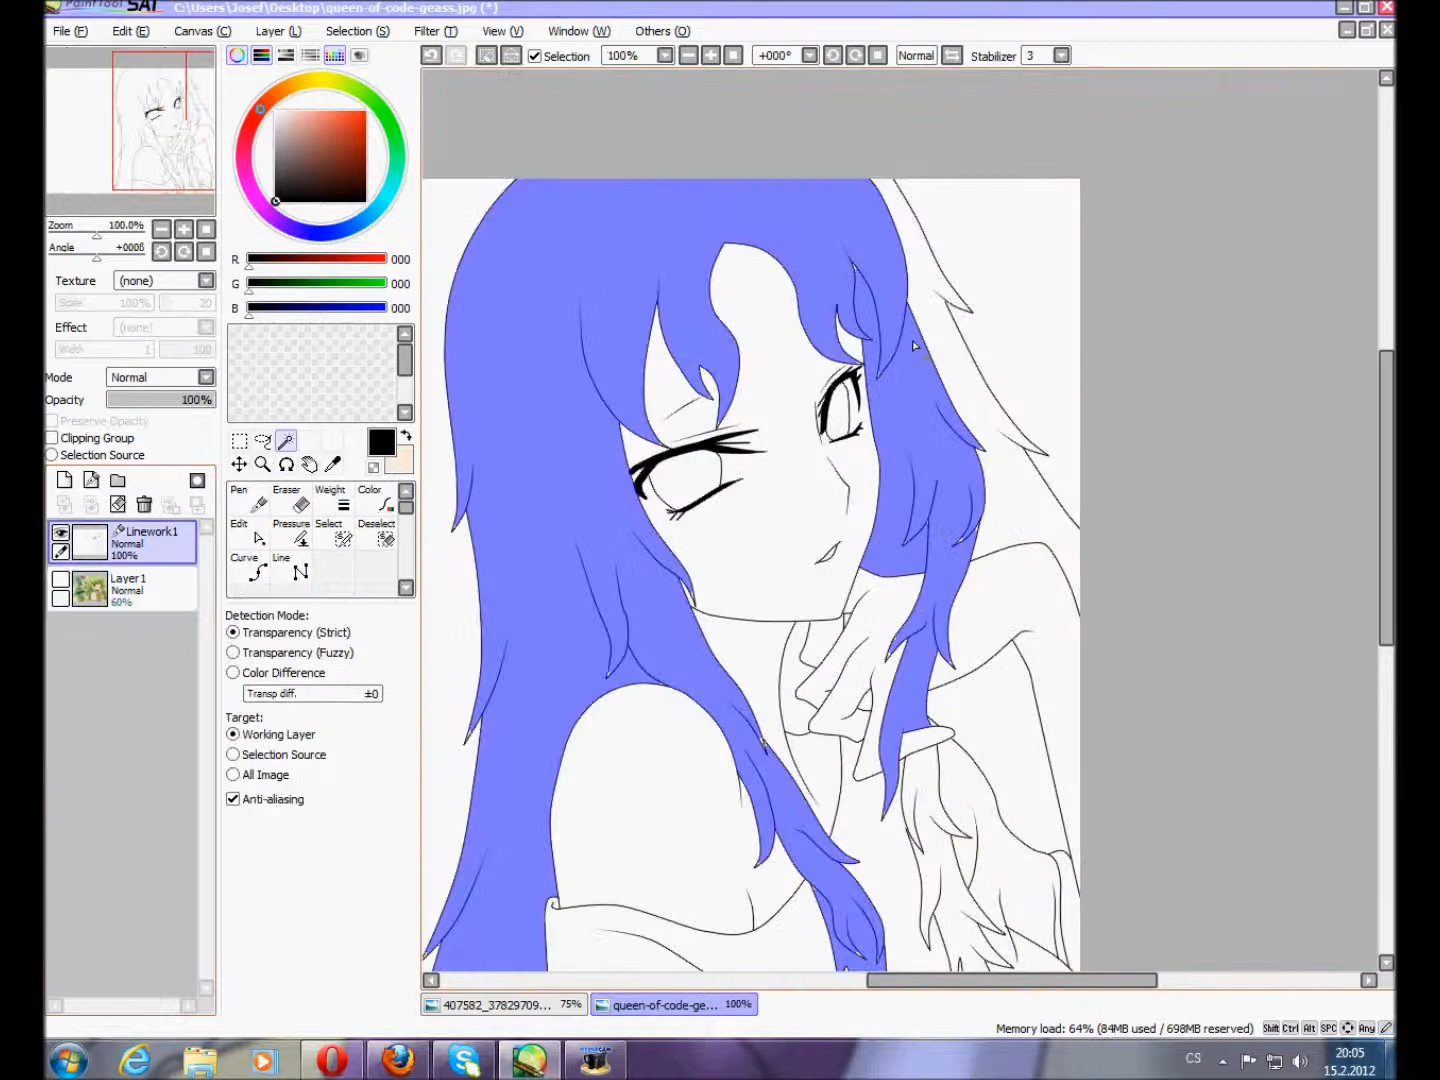 PaintTool SAI
C:\Users\Josef\Desktop\queen-of-code-geass.jpg (*)
File (F)
Edit (E)
Canvas (C)
Layer (L)
Selection (S)
Filter (T)
View (V)
Window (W)
Others (O)
Selection
100%
+000°
Normal
Stabilizer
3
Zoom
100.0%
Angle
+000ß
Texture
(none)
Scale
100%
20
Effect
(none)
Width
1
100
Mode
Normal
Opacity
100%
Preserve Opacity
Clipping Group
Selection Source
Linework1
Normal
100%
Layer1
Normal
60%
R
000
G
000
B
000
Pen
Eraser
Weight
Color
Edit
Pressure
Select
Deselect
Curve
Line
Detection Mode:
Transparency (Strict)
Transparency (Fuzzy)
Color Difference
Transp diff.
±0
Target:
Working Layer
Selection Source
All Image
Anti-aliasing
407582_37829709...
75%
queen-of-code-ge...
100%
Memory load: 64% (84MB used / 698MB reserved)
Shift
Ctrl
Alt
SPC
Any
CS
20:05
15.2.2012